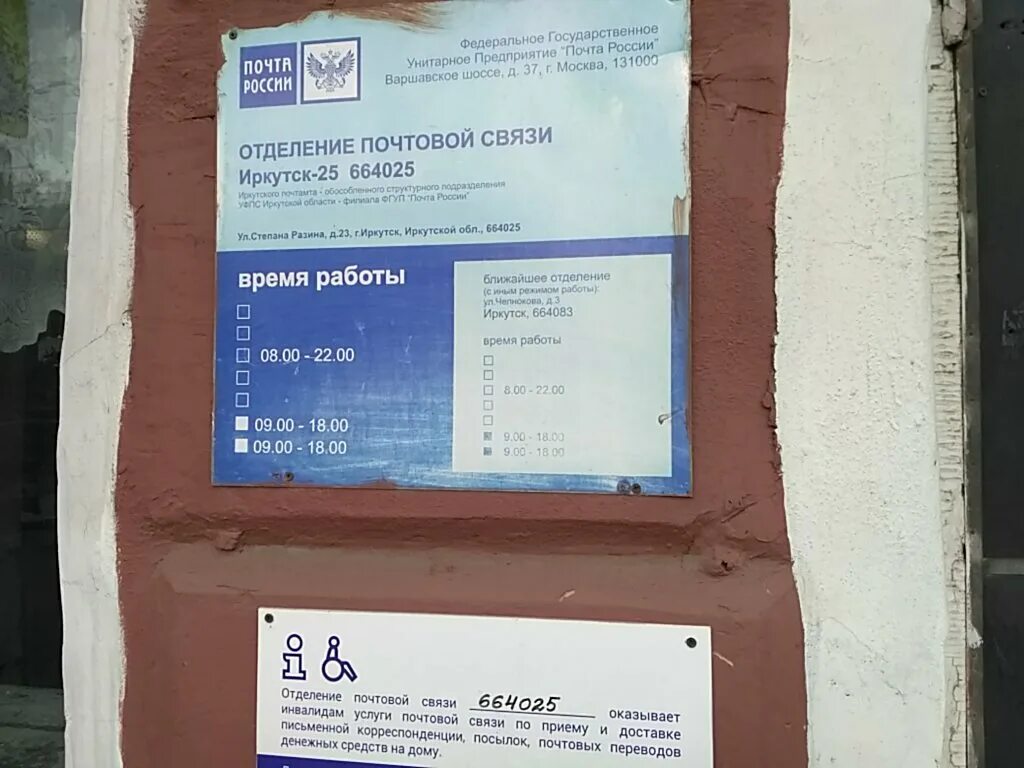 ПОЧТА
РОССИИ
Федеральное Государственное
Унитарное Предприятие "Почта России"
Варшавское шоссе, д. 37, г. Москва, 131000
ОТДЕЛЕНИЕ ПОЧТОВОЙ СВЯЗИ
Иркутск-25 664025
Иркутского почтамта - обособленного структурного подразделения
УФПС Иркутской области - филиала ФГУП "Почта России"
Ул.Степана Разина, д.23, г.Иркутск, Иркутской обл., 664025
время работы
08.00 - 22.00
09.00 - 18.00
09.00 - 18.00
ближайшее отделение
(с иным режимом работы):
ул.Челнокова, д.3
Иркутск, 664083
время работы
8.00 - 22.00
9.00 - 18.00
9.00 - 18.00
Отделение почтовой связи 664025 оказывает
инвалидам услуги почтовой связи по приему и доставке
письменной корреспонденции, посылок, почтовых переводов
денежных средств на дому.